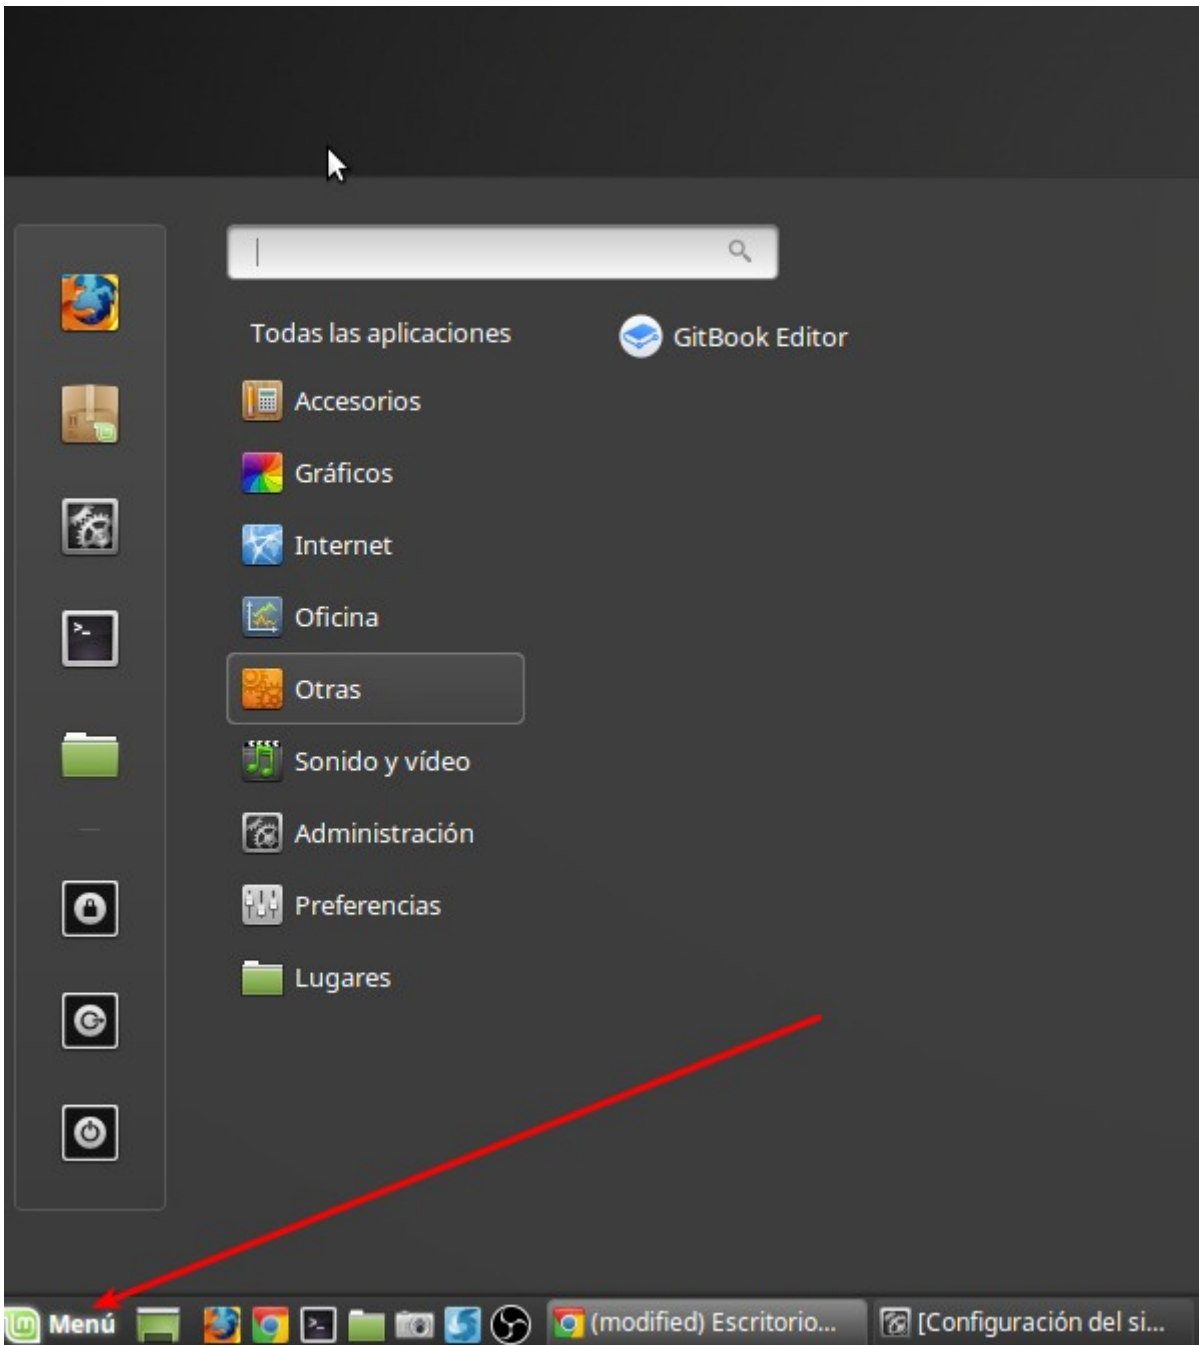 Todas las aplicaciones
GitBook Editor
Accesorios
Gráficos
Internet
Oficina
Otras
Sonido y vídeo
Administración
Preferencias
Lugares
Menú
(modified) Escritorio...
[Configuración del si...